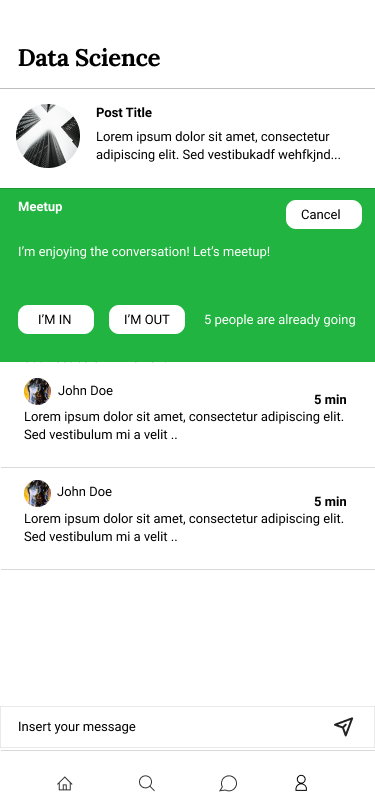 Data Science
Post Title
Lorem ipsum dolor sit amet, consectetur
adipiscing elit. Sed vestibukadf wehfkjnd...
Meetup
Cancel
I’m enjoying the conversation! Let’s meetup!
I’M IN
I’M OUT
5 people are already going
John Doe
5 min
Lorem ipsum dolor sit amet, consectetur adipiscing elit.
Sed vestibulum mi a velit ..
John Doe
5 min
Lorem ipsum dolor sit amet, consectetur adipiscing elit.
Sed vestibulum mi a velit ..
Insert your message